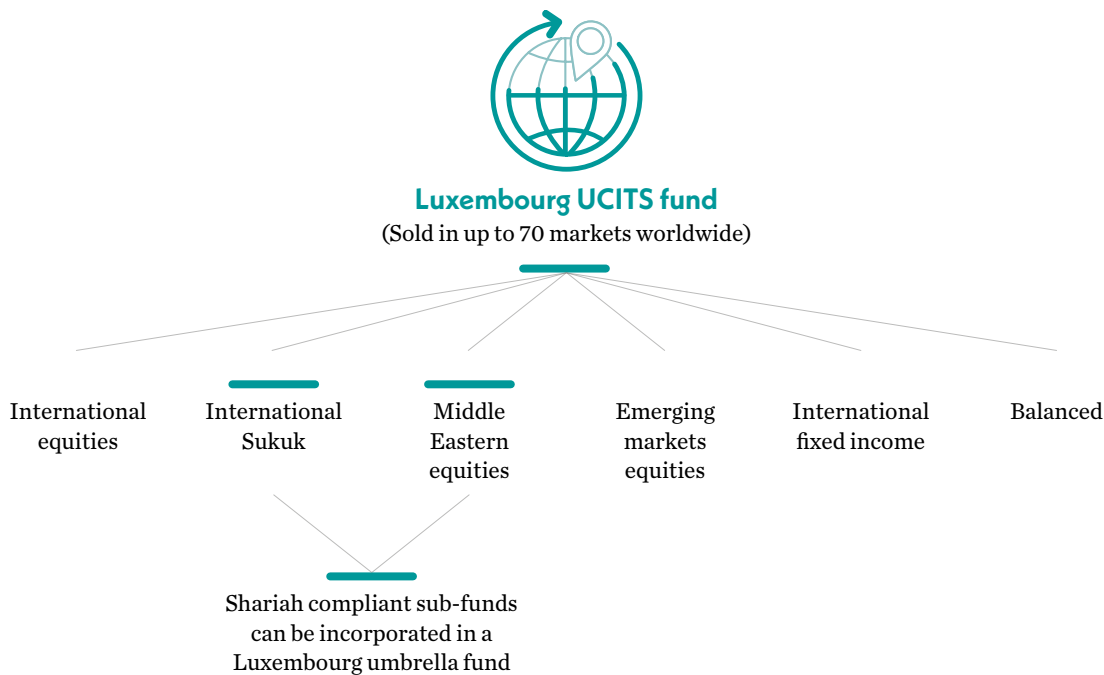 Luxembourg UCITS fund
(Sold in up to 70 markets worldwide)
International
equities
International
Sukuk
Middle
Eastern
equities
Emerging
markets
equities
International
fixed income
Balanced
Shariah compliant sub-funds
can be incorporated in a
Luxembourg umbrella fund